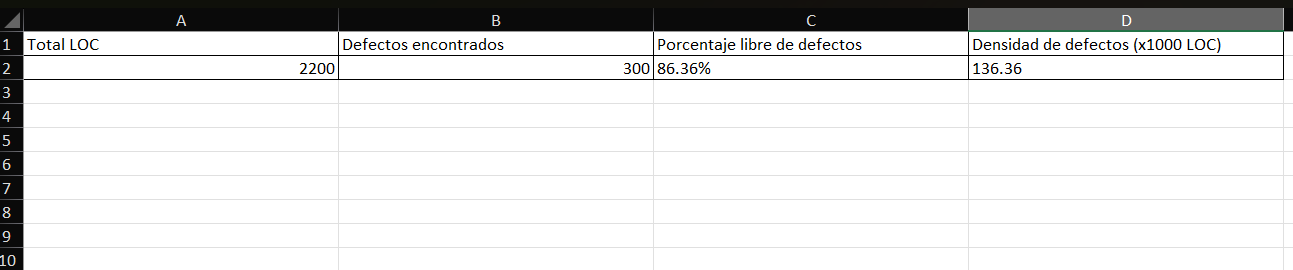 A B C D
1 Total LOC Defectos encontrados Porcentaje libre de defectos Densidad de defectos (x1000 LOC)
2 2200 300 86.36% 136.36
3
4
5
6
7
8
9
10